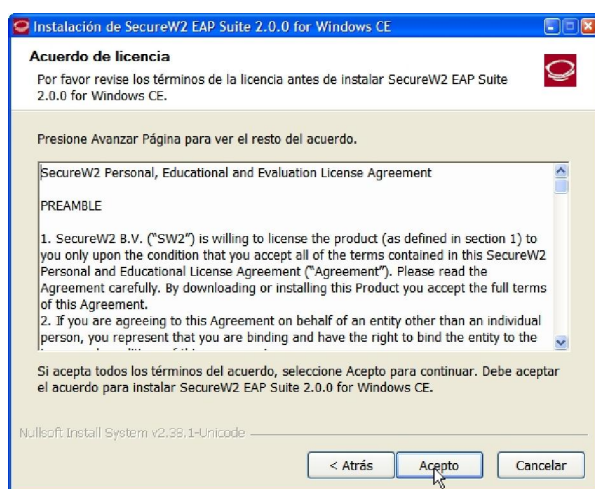 Instalación de SecureW2 EAP Suite 2.0.0 for Windows CE
Acuerdo de licencia
Por favor revise los términos de la licencia antes de instalar SecureW2 EAP Suite
2.0.0 for Windows CE.
Presione Avanzar Página para ver el resto del acuerdo.
SecureW2 Personal, Educational and Evaluation License Agreement
PREAMBLE
1. SecureW2 B.V. ("SW2") is willing to license the product (as defined in section 1) to
you only upon the condition that you accept all of the terms contained in this SecureW2
Personal and Educational License Agreement ("Agreement"). Please read the
Agreement carefully. By downloading or installing this Product you accept the full terms
of this Agreement.
2. If you are agreeing to this Agreement on behalf of an entity other than an individual
person, you represent that you are binding and have the right to bind the entity to the
Si acepta todos los términos del acuerdo, seleccione Acepto para continuar. Debe aceptar
el acuerdo para instalar SecureW2 EAP Suite 2.0.0 for Windows CE.
Nullsoft Install System v2.38.1-Unicode
< Atrás Acepto Cancelar